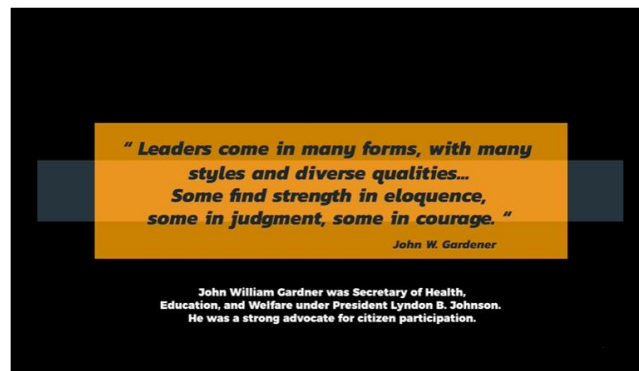 “ Leaders come in many forms, with many
styles and diverse qualities...
Some find strength in eloquence,
some in judgment, some in courage. “
John W. Gardener
John William Gardner was Secretary of Health,
Education, and Welfare under President Lyndon B. Johnson.
He was a strong advocate for citizen participation.